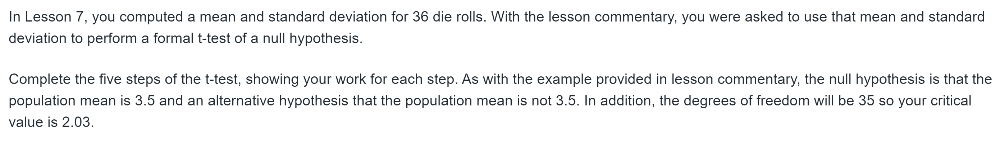 In Lesson 7, you computed a mean and standard deviation for 36 die rolls. With the lesson commentary, you were asked to use that mean and standard
deviation to perform a formal t-test of a null hypothesis.
Complete the five steps of the t-test, showing your work for each step. As with the example provided in lesson commentary, the null hypothesis is that the
population mean is 3.5 and an alternative hypothesis that the population mean is not 3.5. In addition, the degrees of freedom will be 35 so your critical
value is 2.03.